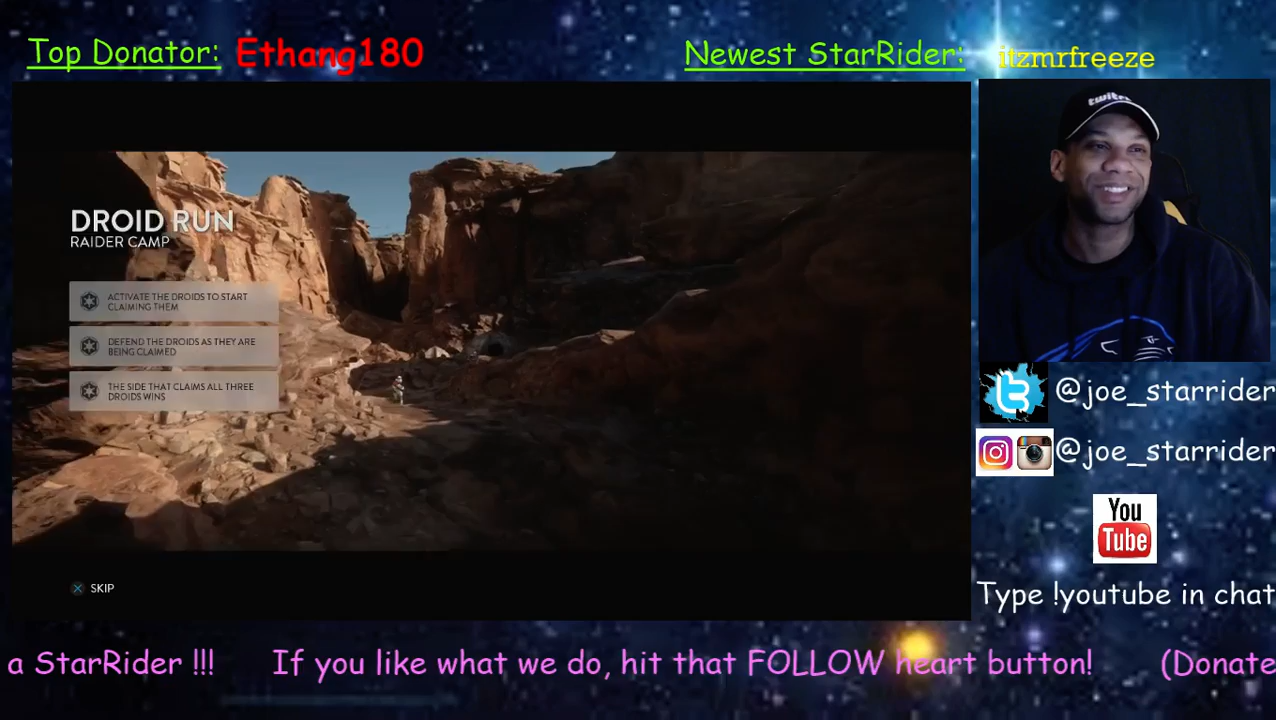 Top Donator: Ethang180
Newest StarRider: itzmrfreeze
twitch
DROID RUN
RAIDER CAMP
ACTIVATE THE DROIDS TO START
CLAIMING THEM
DEFEND THE DROIDS AS THEY ARE
BEING CLAIMED
THE SIDE THAT CLAIMS ALL THREE
DROIDS WINS
SKIP
@joe_starrider
@joe_starrider
You
Tube
Type !youtube in chat
a StarRider !!! If you like what we do, hit that FOLLOW heart button! (Donate